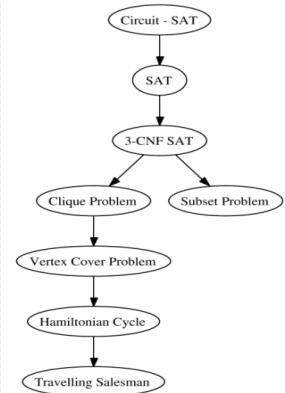 Circuit - SAT
SAT
3-CNF SAT
Clique Problem
Subset Problem
Vertex Cover Problem
Hamiltonian Cycle
Travelling Salesman